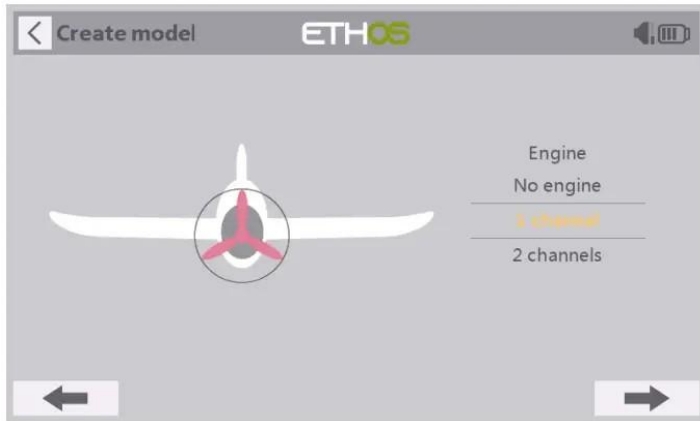 Create model
ETHOS
Engine
No engine
1 channel
2 channels